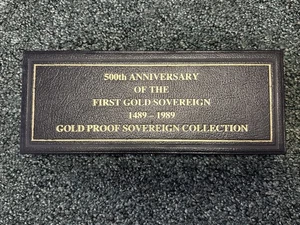 500th ANNIVERSARY
OF THE
FIRST GOLD SOVEREIGN
1489 – 1989
GOLD PROOF SOVEREIGN COLLECTION